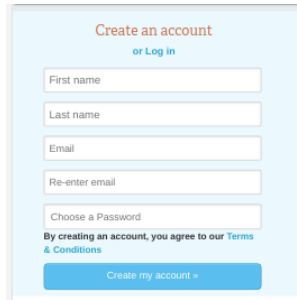 Create an account
or Log in
First name
Last name
Email
Re-enter email
Choose a Password
By creating an account, you agree to our Terms
& Conditions
Create my account »